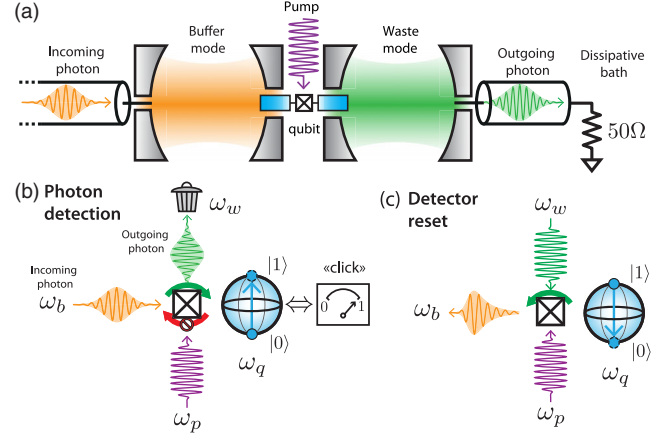 (a)
Pump
Incoming
photon
Buffer
mode
Waste
mode
Outgoing
photon
Dissipative
bath
qubit
50Ω
(b) Photon
detection
ω_w
Outgoing
photon
Incoming
photon
ω_b
|1⟩
|0⟩
ω_q
«click»
0 1
ω_p
(c) Detector
reset
ω_w
ω_b
|1⟩
|0⟩
ω_q
ω_p